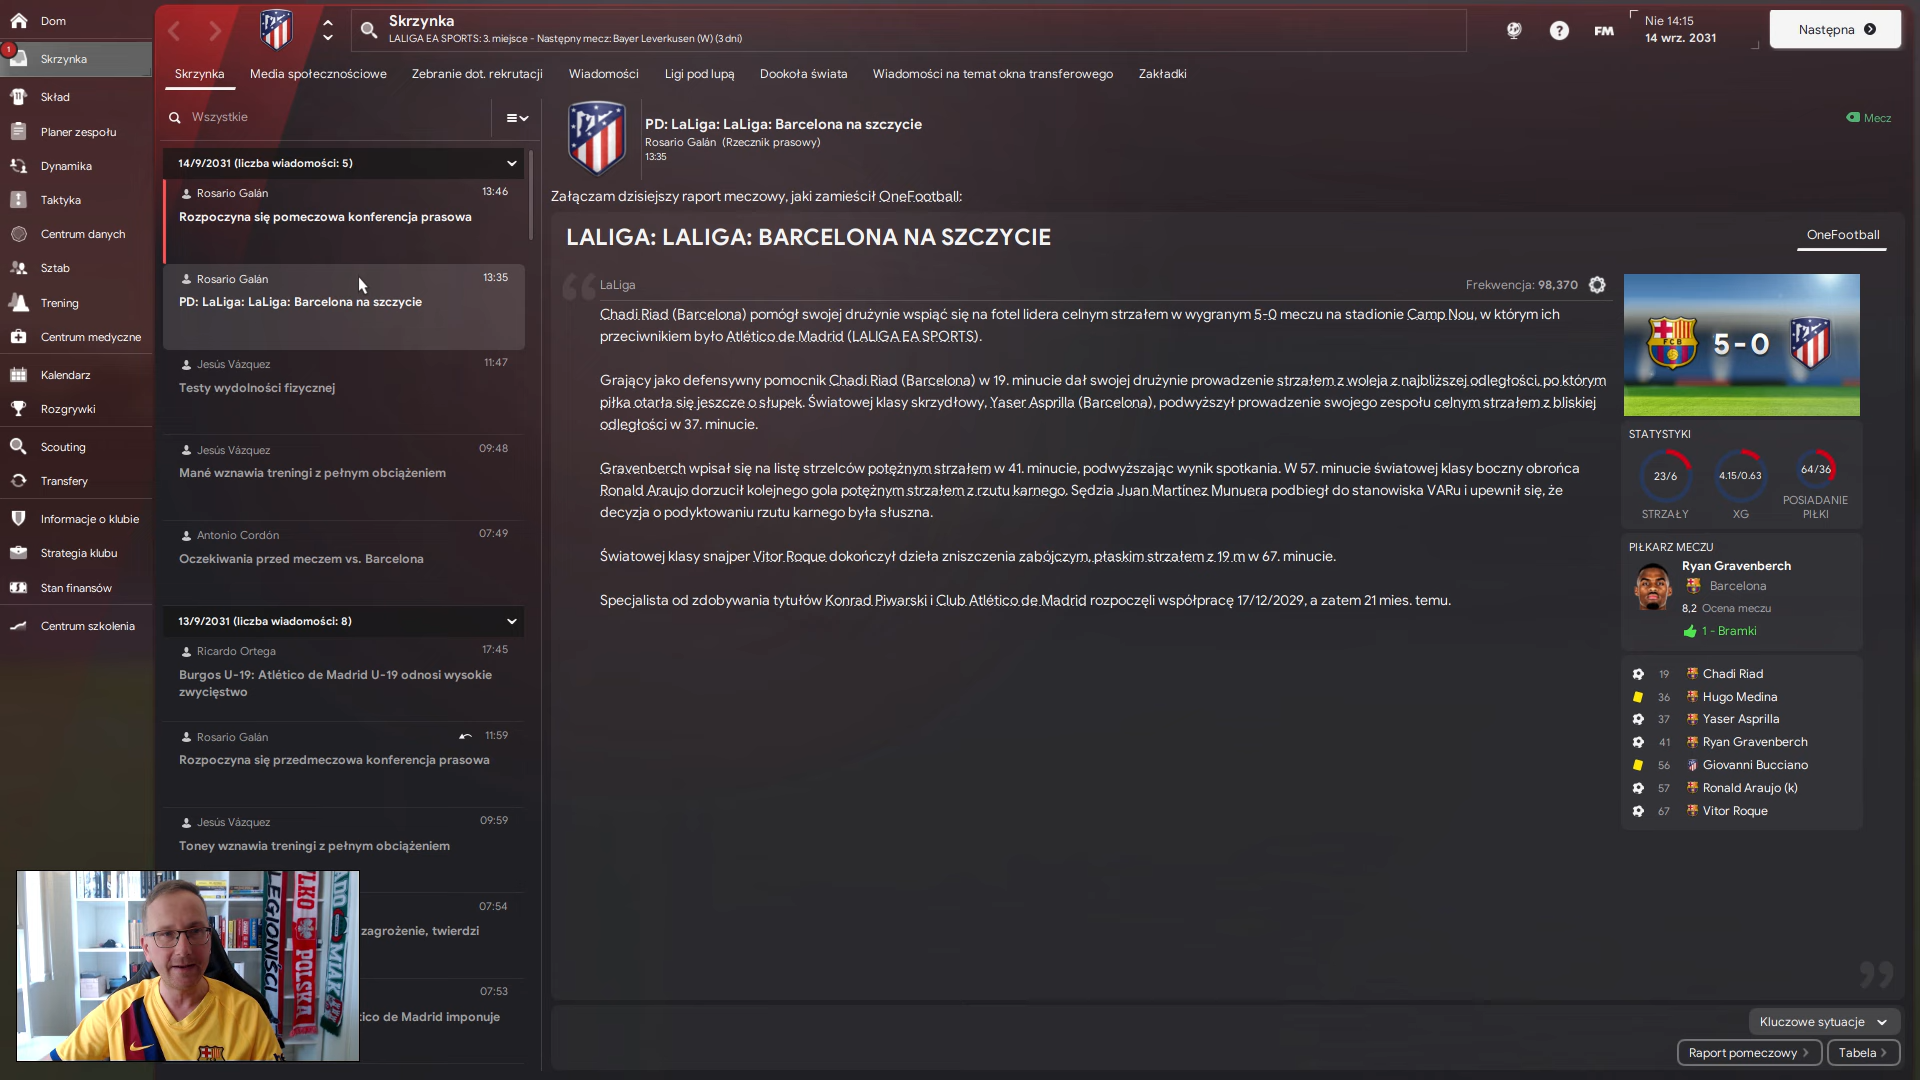 Dom
1
Skrzynka
Skład
Planer zespołu
Dynamika
Taktyka
Centrum danych
Sztab
Trening
Centrum medyczne
Kalendarz
Rozgrywki
Scouting
Transfery
Informacje o klubie
Strategia klubu
Stan finansów
Centrum szkolenia
Skrzynka
LALIGA EA SPORTS: 3. miejsce - Następny mecz: Bayer Leverkusen (W) (3 dni)
FM
Nie 14:15
14 wrz. 2031
Następna
Skrzynka
Media społecznościowe
Zebranie dot. rekrutacji
Wiadomości
Ligi pod lupą
Dookoła świata
Wiadomości na temat okna transferowego
Zakładki
Wszystkie
14/9/2031 (liczba wiadomości: 5)
Rosario Galán 13:46
Rozpoczyna się pomeczowa konferencja prasowa
Rosario Galán 13:35
PD: LaLiga: LaLiga: Barcelona na szczycie
Jesús Vázquez 11:47
Testy wydolności fizycznej
Jesús Vázquez 09:48
Mané wznawia treningi z pełnym obciążeniem
Antonio Cordón 07:49
Oczekiwania przed meczem vs. Barcelona
13/9/2031 (liczba wiadomości: 8)
Ricardo Ortega 17:45
Burgos U-19: Atlético de Madrid U-19 odnosi wysokie
zwycięstwo
Rosario Galán 11:59
Rozpoczyna się przedmeczowa konferencja prasowa
Jesús Vázquez 09:59
Toney wznawia treningi z pełnym obciążeniem
07:54
zagrożenie, twierdzi
07:53
ico de Madrid imponuje
LEGIONIŚCI
POLSKA
PD: LaLiga: LaLiga: Barcelona na szczycie
Rosario Galán (Rzecznik prasowy)
13:35
Mecz
Załączam dzisiejszy raport meczowy, jaki zamieścił OneFootball:
LALIGA: LALIGA: BARCELONA NA SZCZYCIE
OneFootball
LaLiga
Frekwencja: 98,370
Chadi Riad (Barcelona) pomógł swojej drużynie wspiąć się na fotel lidera celnym strzałem w wygranym 5-0 meczu na stadionie Camp Nou, w którym ich
przeciwnikiem było Atlético de Madrid (LALIGA EA SPORTS).
Grający jako defensywny pomocnik Chadi Riad (Barcelona) w 19. minucie dał swojej drużynie prowadzenie strzałem z woleja z najbliższej odległości, po którym
piłka otarła się jeszcze o słupek. Światowej klasy skrzydłowy, Yaser Asprilla (Barcelona), podwyższył prowadzenie swojego zespołu celnym strzałem z bliskiej
odległości w 37. minucie.
Gravenberch wpisał się na listę strzelców potężnym strzałem w 41. minucie, podwyższając wynik spotkania. W 57. minucie światowej klasy boczny obrońca
Ronald Araujo dorzucił kolejnego gola potężnym strzałem z rzutu karnego. Sędzia Juan Martínez Munuera podbiegł do stanowiska VARu i upewnił się, że
decyzja o podyktowaniu rzutu karnego była słuszna.
Światowej klasy snajper Vitor Roque dokończył dzieła zniszczenia zabójczym, płaskim strzałem z 19 m w 67. minucie.
Specjalista od zdobywania tytułów Konrad Piwarski i Club Atlético de Madrid rozpoczęli współpracę 17/12/2029, a zatem 21 mies. temu.
5 - 0
STATYSTYKI
23/6
4.15/0.63
64/36
STRZAŁY
XG
POSIADANIE
PIŁKI
PIŁKARZ MECZU
Ryan Gravenberch
Barcelona
8,2 Ocena meczu
1 - Bramki
19 Chadi Riad
36 Hugo Medina
37 Yaser Asprilla
41 Ryan Gravenberch
56 Giovanni Bucciano
57 Ronald Araujo (k)
67 Vitor Roque
Kluczowe sytuacje
Raport pomeczowy
Tabela